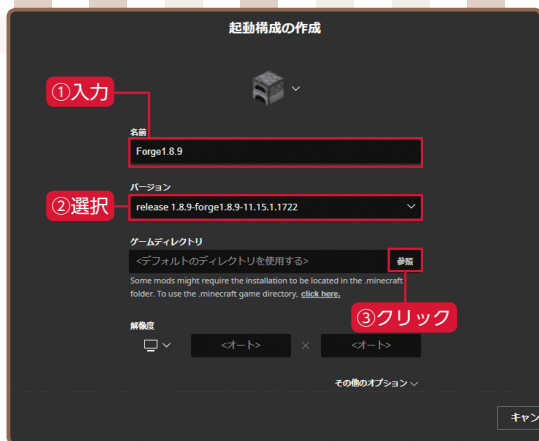 起動構成の作成
①入力
名前
Forge1.8.9
バージョン
②選択
release 1.8.9-forge1.8.9-11.15.1.1722
ゲームディレクトリ
<デフォルトのディレクトリを使用する>
参照
Some mods might require the installation to be located in the .minecraft
folder. To use the .minecraft game directory, click here.
③クリック
解像度
<オート>
×
<オート>
その他のオプション
キャン